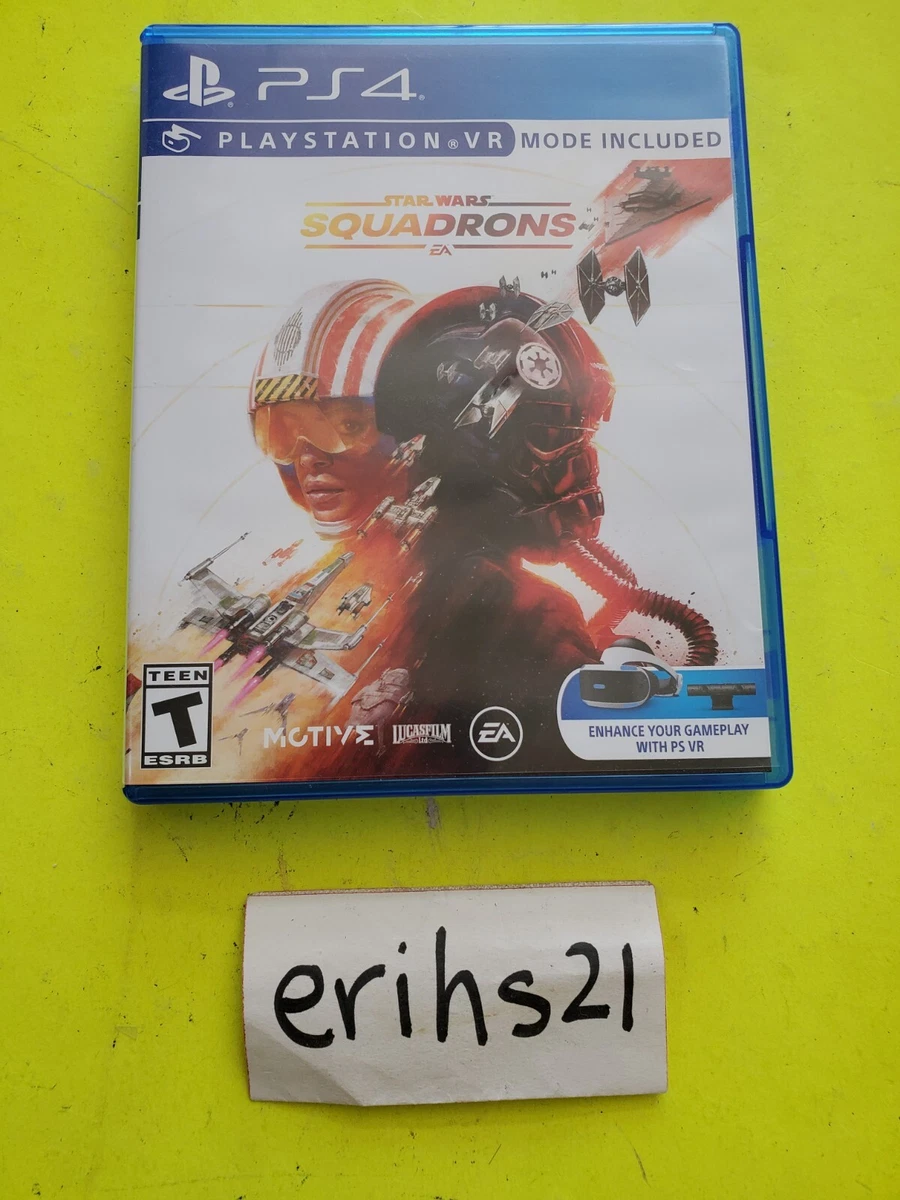 PS4
PLAYSTATION®VR MODE INCLUDED
STAR WARS
SQUADRONS
EA
TEEN
T
ESRB
MOTIVE
LUCASFILM
Ltd
EA
ENHANCE YOUR GAMEPLAY
WITH PS VR
erihs21